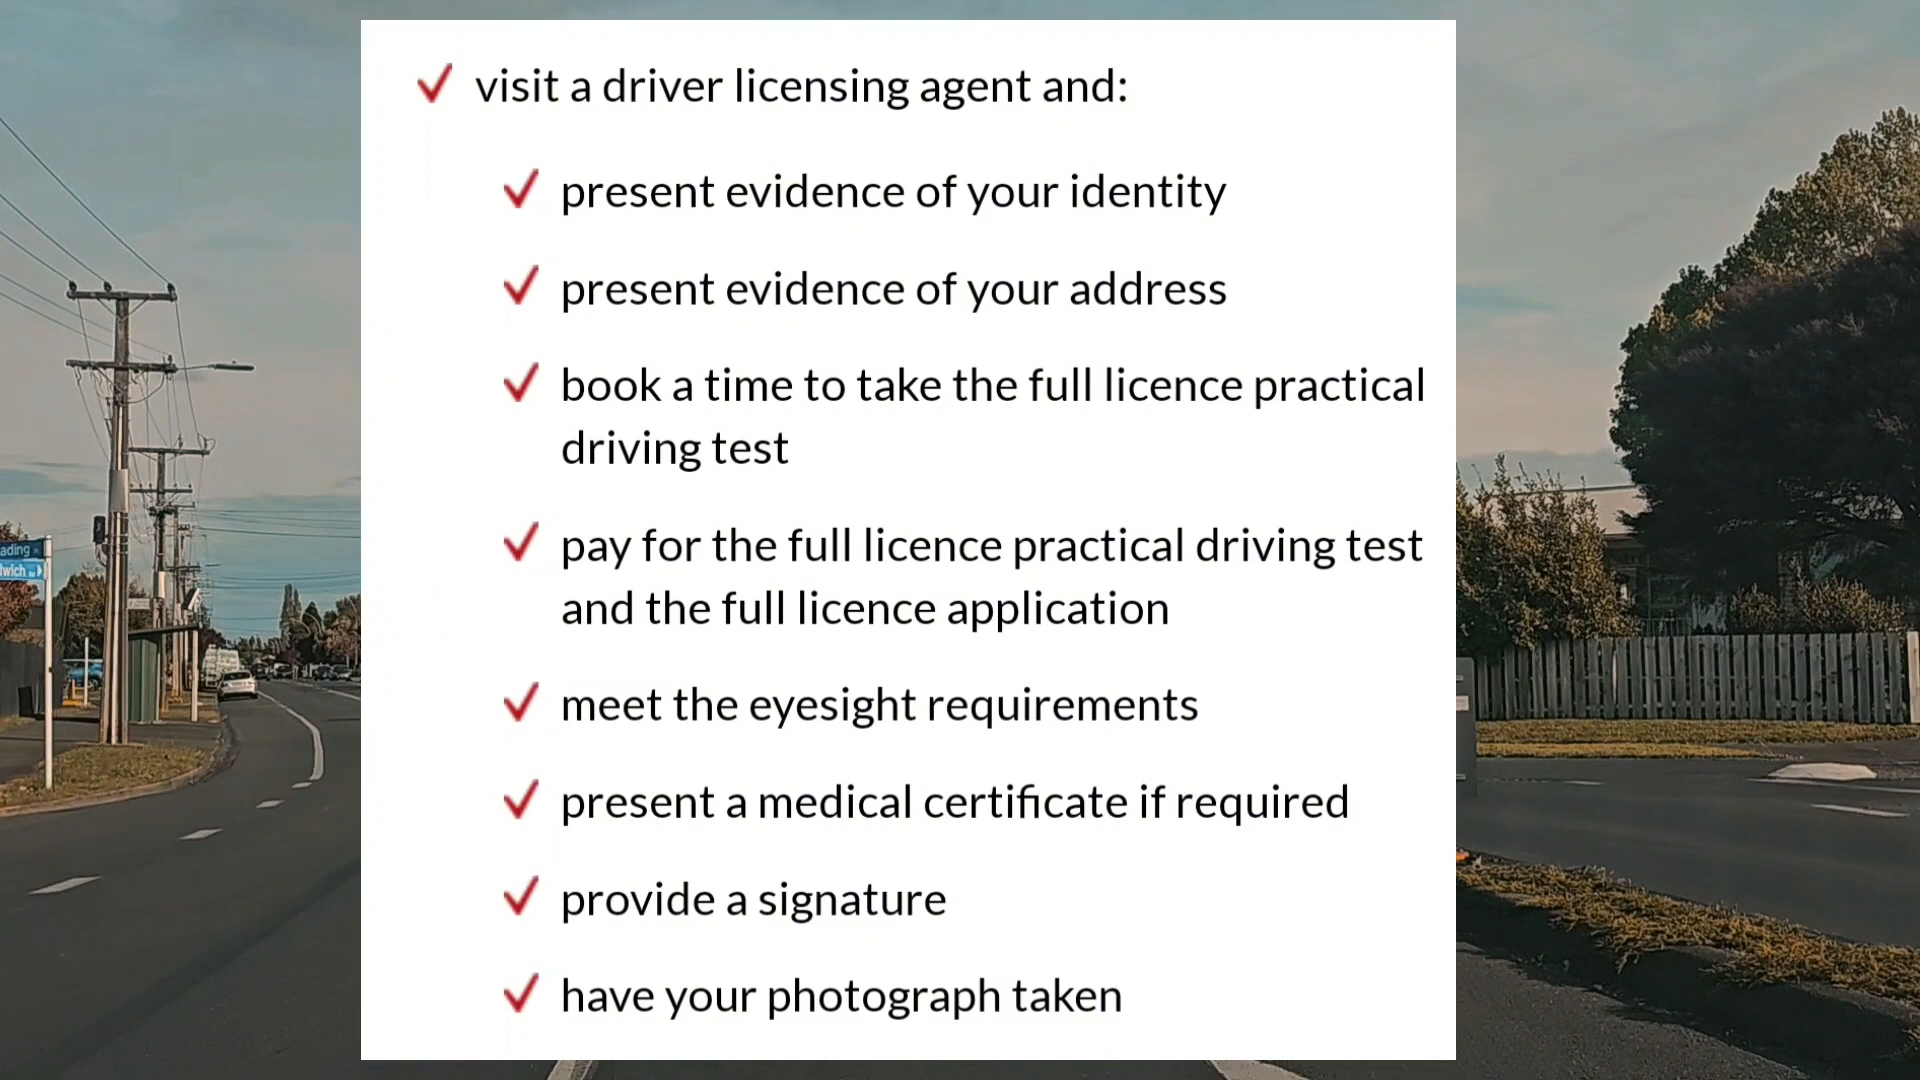 visit a driver licensing agent and:
present evidence of your identity
present evidence of your address
book a time to take the full licence practical
driving test
pay for the full licence practical driving test
and the full licence application
meet the eyesight requirements
present a medical certificate if required
provide a signature
have your photograph taken